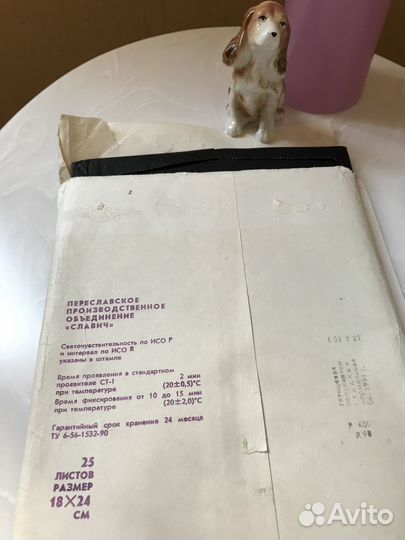 ПЕРЕСЛАВСКОЕ
ПРОИЗВОДСТВЕННОЕ
ОБЪЕДИНЕНИЕ
«СЛАВИЧ»
Светочувствительность по ИСО Р
и интервал по ИСО R
указаны в штампе
Время проявления в стандартном
проявителе СТ-1 2 мин
при температуре (20±0,5)°С
Время фиксирования от 10 до 15 мин
при температуре (20±2,0)°С
Гарантийный срок хранения 24 месяца
ТУ 6-56-1532-90
25
ЛИСТОВ
РАЗМЕР
18×24
СМ
Р 400
R 90
Avito